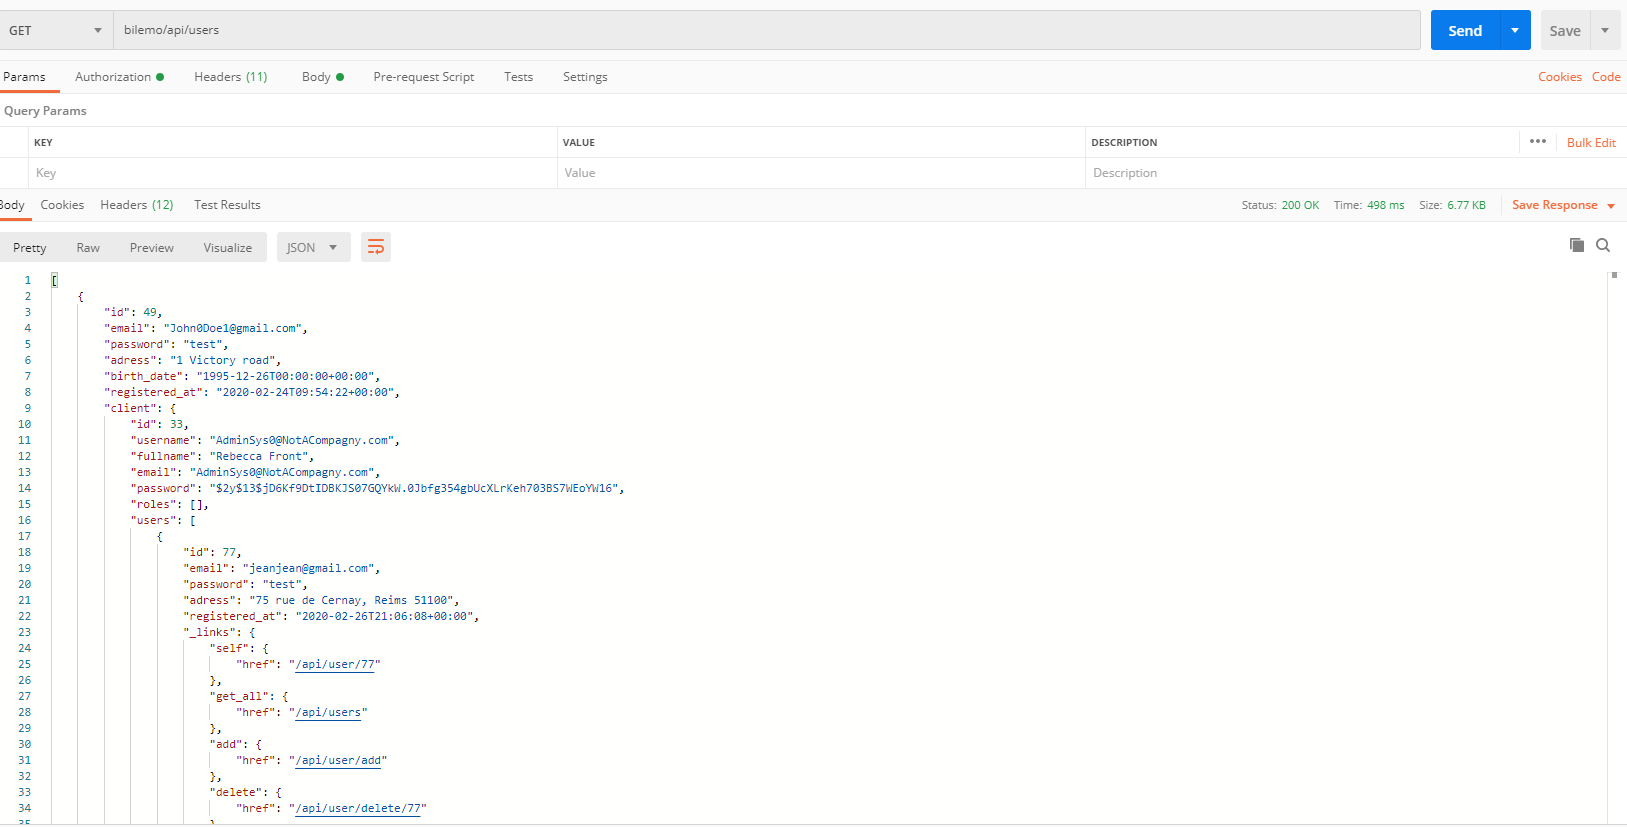 GET bilemo/api/users Send Save
Params Authorization Headers (11) Body Pre-request Script Tests Settings Cookies Code
Query Params
KEY VALUE DESCRIPTION ••• Bulk Edit
Key Value Description
Body Cookies Headers (12) Test Results Status: 200 OK Time: 498 ms Size: 6.77 KB Save Response
Pretty Raw Preview Visualize JSON
1 [
2 {
3 "id": 49,
4 "email": "John0Doe1@gmail.com",
5 "password": "test",
6 "adress": "1 Victory road",
7 "birth_date": "1995-12-26T00:00:00+00:00",
8 "registered_at": "2020-02-24T09:54:22+00:00",
9 "client": {
10 "id": 33,
11 "username": "AdminSys0@NotACompagny.com",
12 "fullname": "Rebecca Front",
13 "email": "AdminSys0@NotACompagny.com",
14 "password": "$2y$13$jD6Kf9DtIDBKJS07GQYkW.0Jbfg354gbUcXLrKeh703BS7WEoYW16",
15 "roles": [],
16 "users": [
17 {
18 "id": 77,
19 "email": "jeanjean@gmail.com",
20 "password": "test",
21 "adress": "75 rue de Cernay, Reims 51100",
22 "registered_at": "2020-02-26T21:06:08+00:00",
23 "_links": {
24 "self": {
25 "href": "/api/user/77"
26 },
27 "get_all": {
28 "href": "/api/users"
29 },
30 "add": {
31 "href": "/api/user/add"
32 },
33 "delete": {
34 "href": "/api/user/delete/77"
35 }